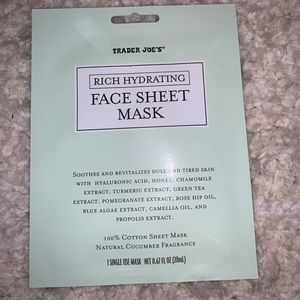 TRADER JOE'S®
RICH HYDRATING
FACE SHEET
MASK
SOOTHES AND REVITALIZES DULL AND TIRED SKIN
WITH HYALURONIC ACID, HONEY, CHAMOMILE
EXTRACT, TURMERIC EXTRACT, GREEN TEA
EXTRACT, POMEGRANATE EXTRACT, ROSE HIP OIL,
BLUE ALGAE EXTRACT, CAMELLIA OIL, AND
PROPOLIS EXTRACT.
100% COTTON SHEET MASK
NATURAL CUCUMBER FRAGRANCE
1 SINGLE USE MASK NET 0.67 FL OZ (20mL)